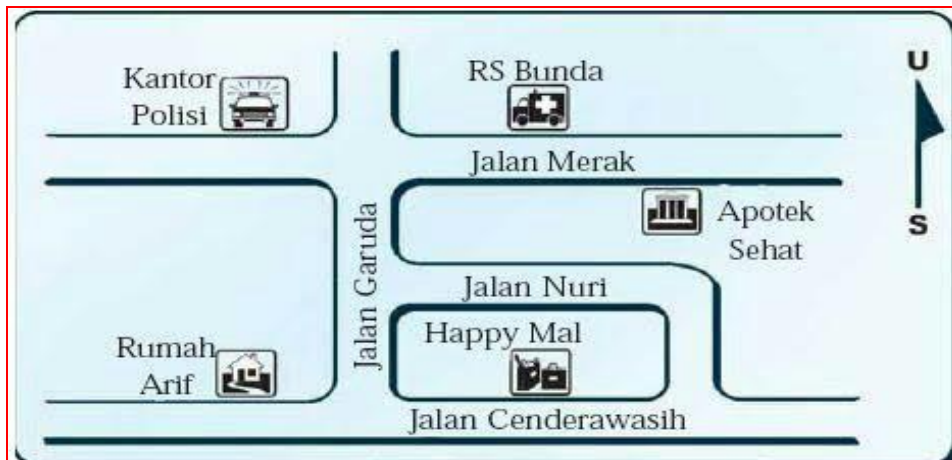 Kantor
Polisi
RS Bunda
U
Jalan Merak
S
Apotek
Sehat
Jalan Garuda
Jalan Nuri
Rumah
Arif
Happy Mal
Jalan Cenderawasih